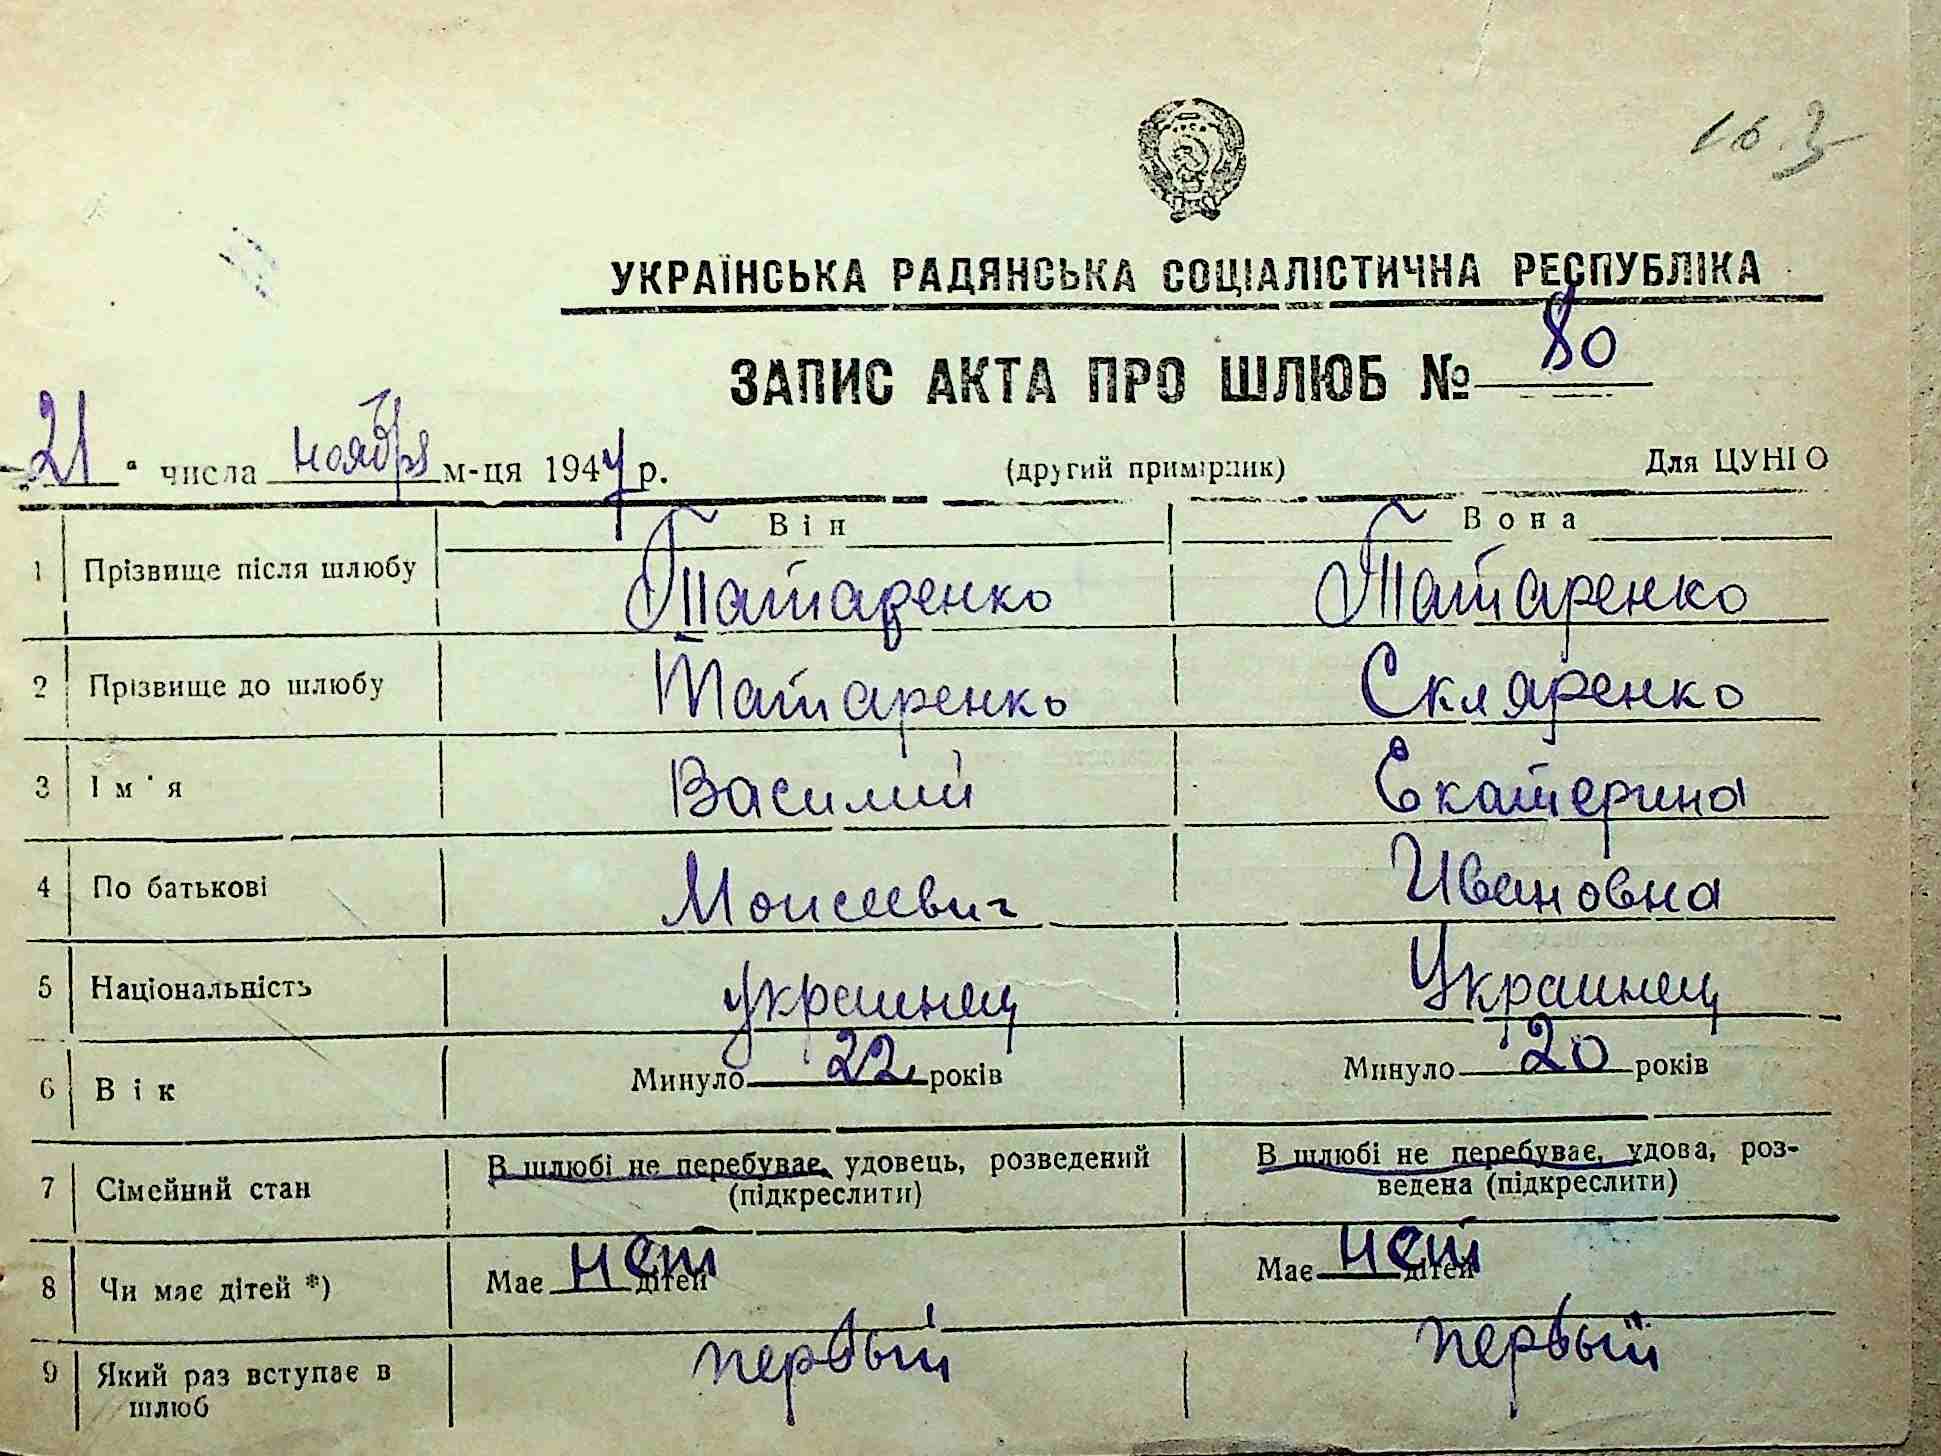 163
УКРАЇНСЬКА РАДЯНСЬКА СОЦІАЛІСТИЧНА РЕСПУБЛІКА
ЗАПИС АКТА ПРО ШЛЮБ № 80
21 " числа ноября м-ця 1947 р. (другий примірник) Для ЦУНГО
Він Вона
1 Прізвище після шлюбу Татаренко Татаренко
2 Прізвище до шлюбу Татаренко Скляренко
3 Ім'я Василий Екатерина
4 По батькові Моисеевич Ивановна
5 Національність украинец Украинец
6 Вік Минуло 22 років Минуло 20 років
7 Сімейний стан В шлюбі не перебуває, удовець, розведений В шлюбі не перебуває, удова, роз-
(підкреслити) ведена (підкреслити)
8 Чи має дітей *) Має нет дітей Має нет дітей
9 Який раз вступає в первый первый
шлюб